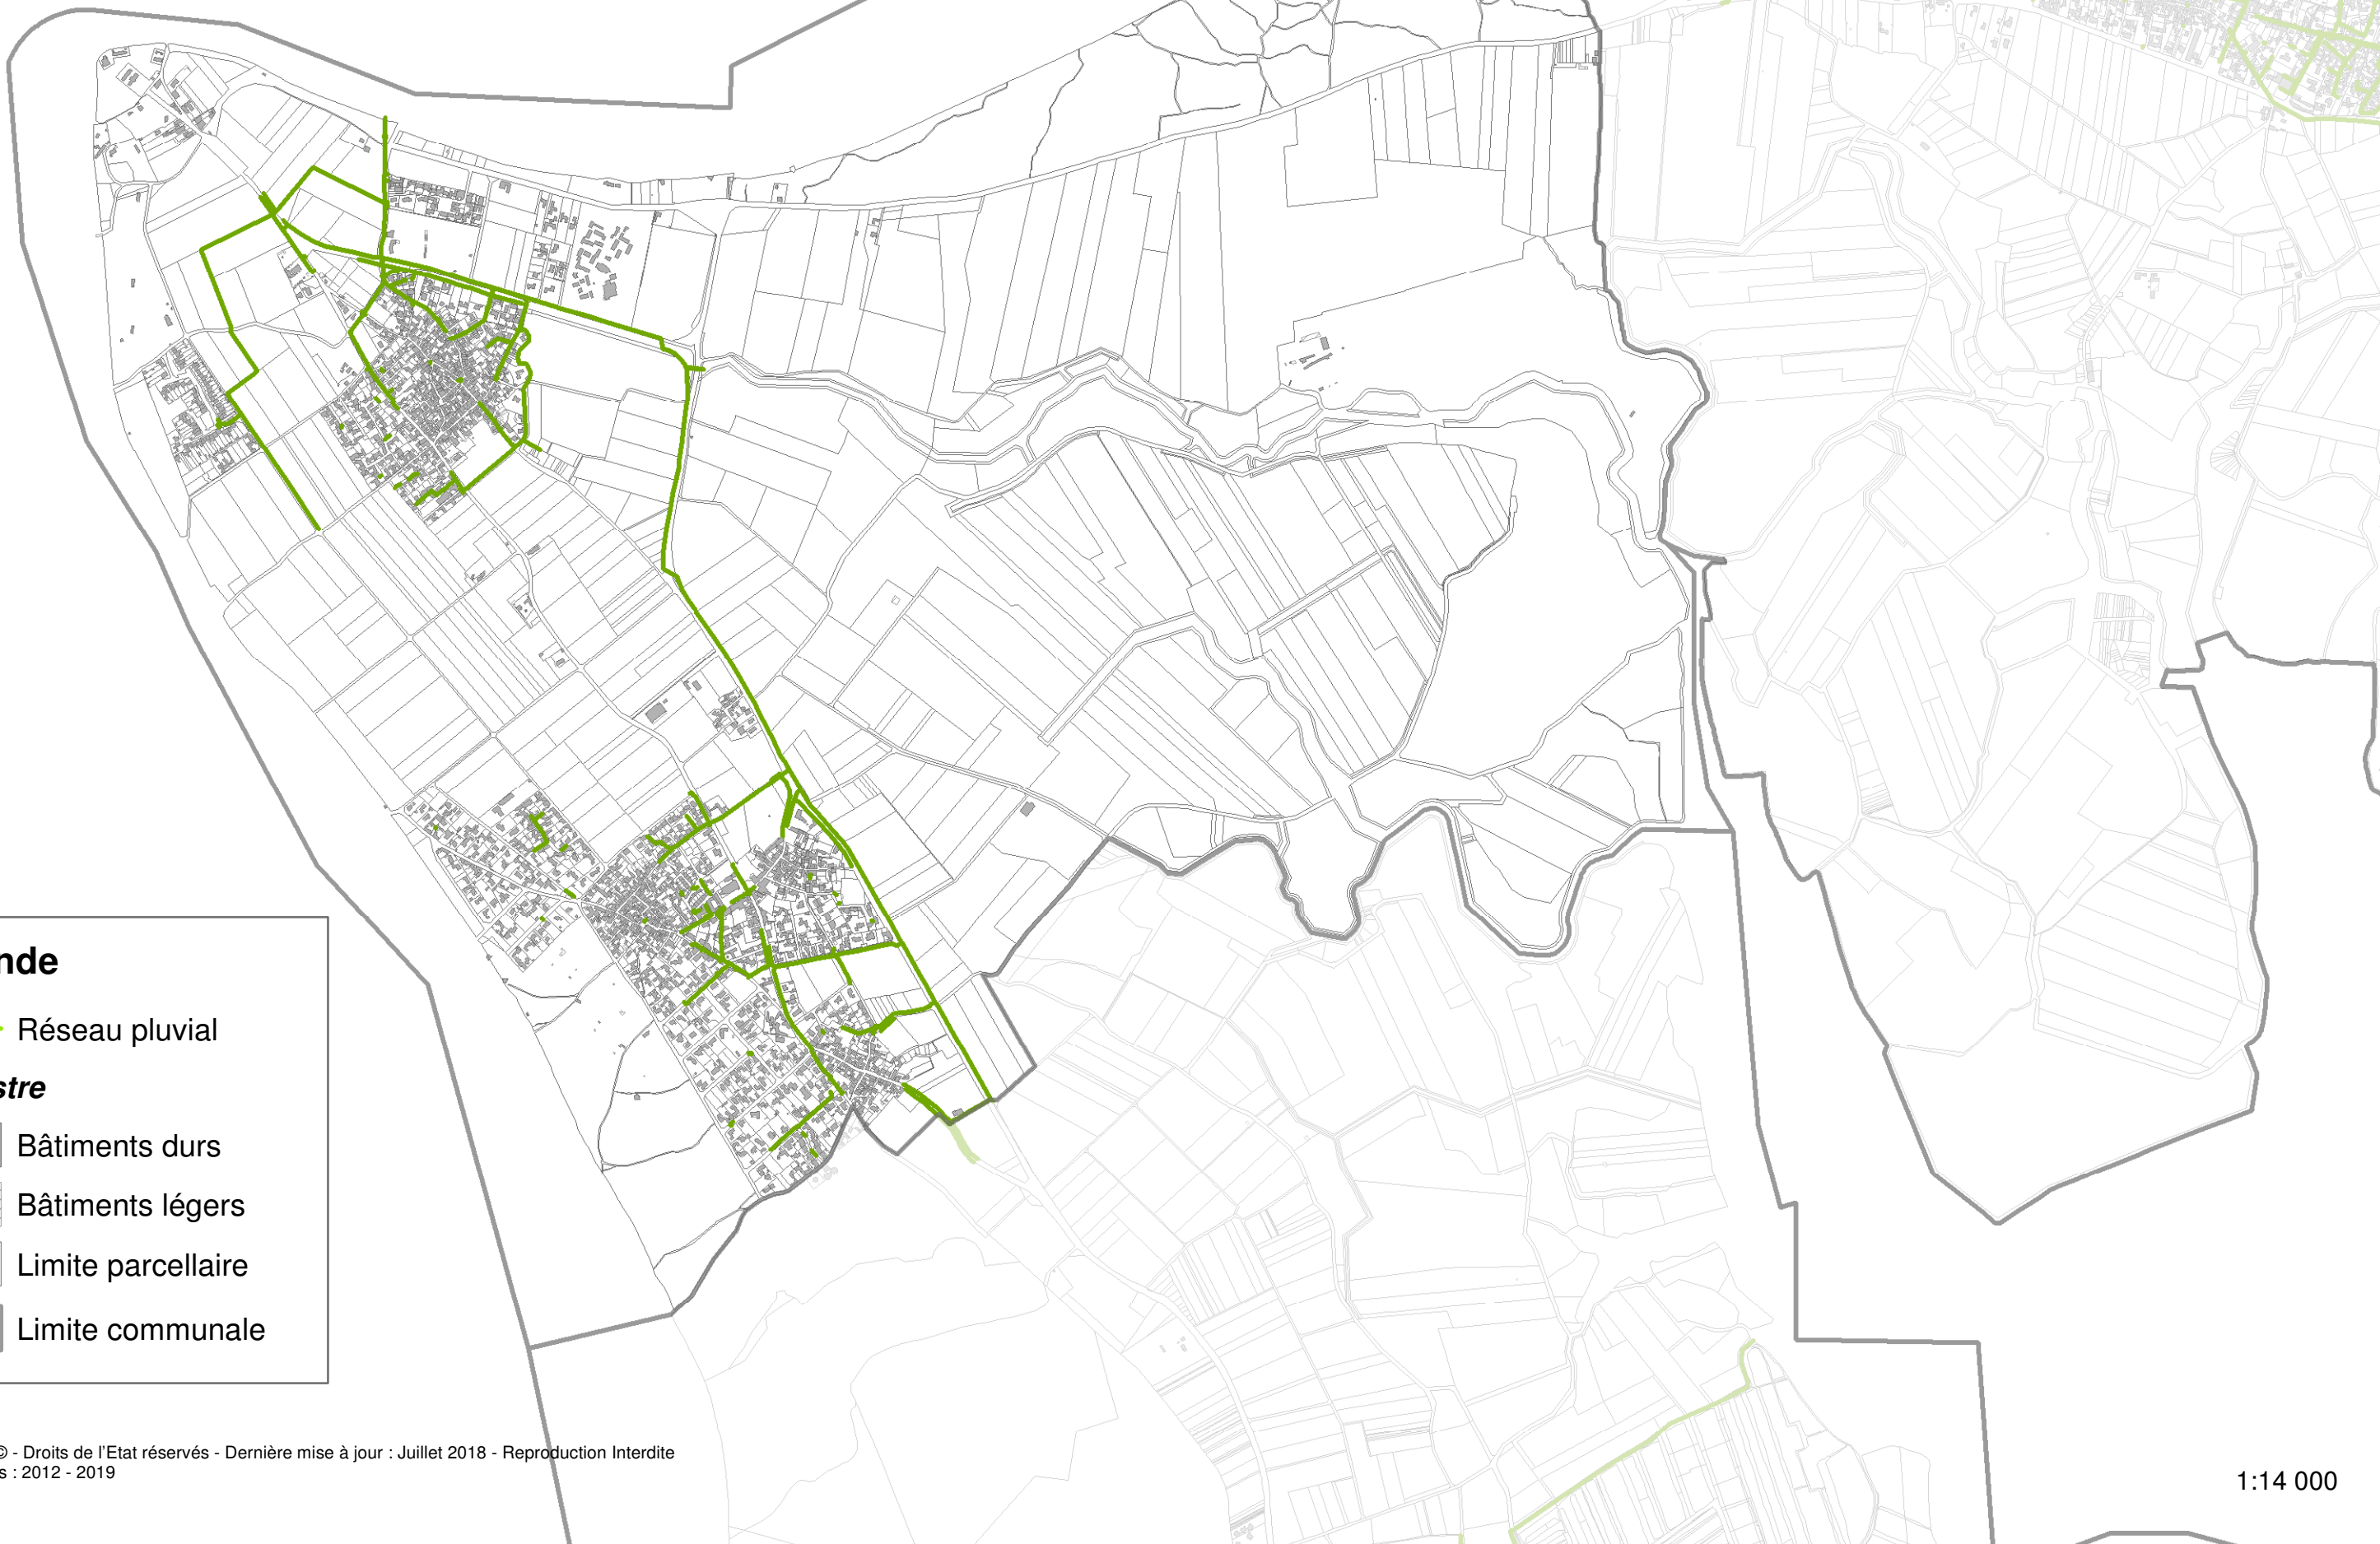 nde
Réseau pluvial
stre
Bâtiments durs
Bâtiments légers
Limite parcellaire
Limite communale
© - Droits de l'Etat réservés - Dernière mise à jour : Juillet 2018 - Reproduction Interdite
s : 2012 - 2019
1:14 000